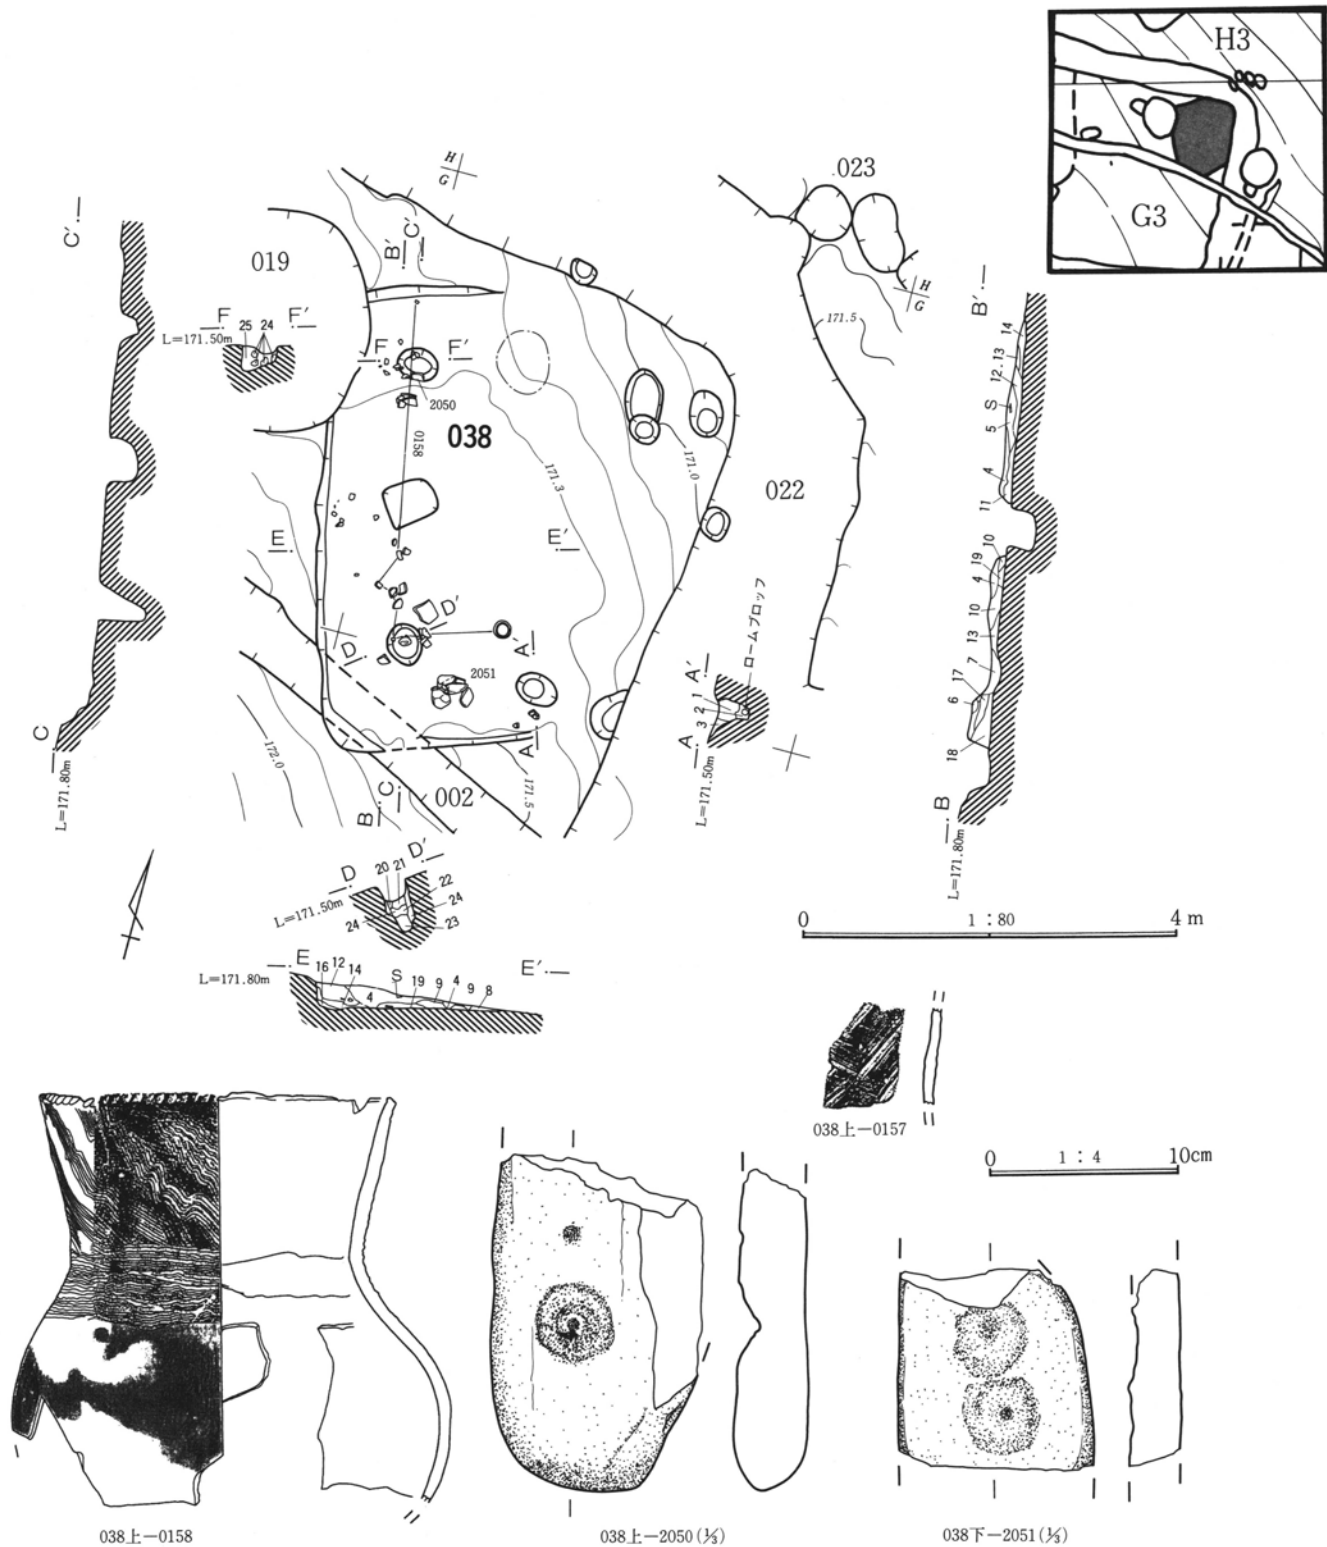 H3
G3
H
G
023
C'
019
B'
C'
F
25
24
F'
L=171.50m
F
F'
2050
0158
038
171.5
H
G
B'
14
13
12
S
5
4
11
171.3
171.0
022
E
E'
10
19
4
10
13
7
17
6
18
B
L=171.80m
ロームブロック
D'
D
A'
2051
A
A'
1
2
3
A
L=171.50m
C
L=171.80m
172.0
B
C
002
171.5
D
D'
20
21
22
24
23
24
L=171.50m
E
16
12
14
4
S
19
9
4
9
8
E'
L=171.80m
0
1 : 80
4 m
038上—0157
0
1 : 4
10cm
038上—0158
038上—2050 (⅓)
038下—2051 (⅓)